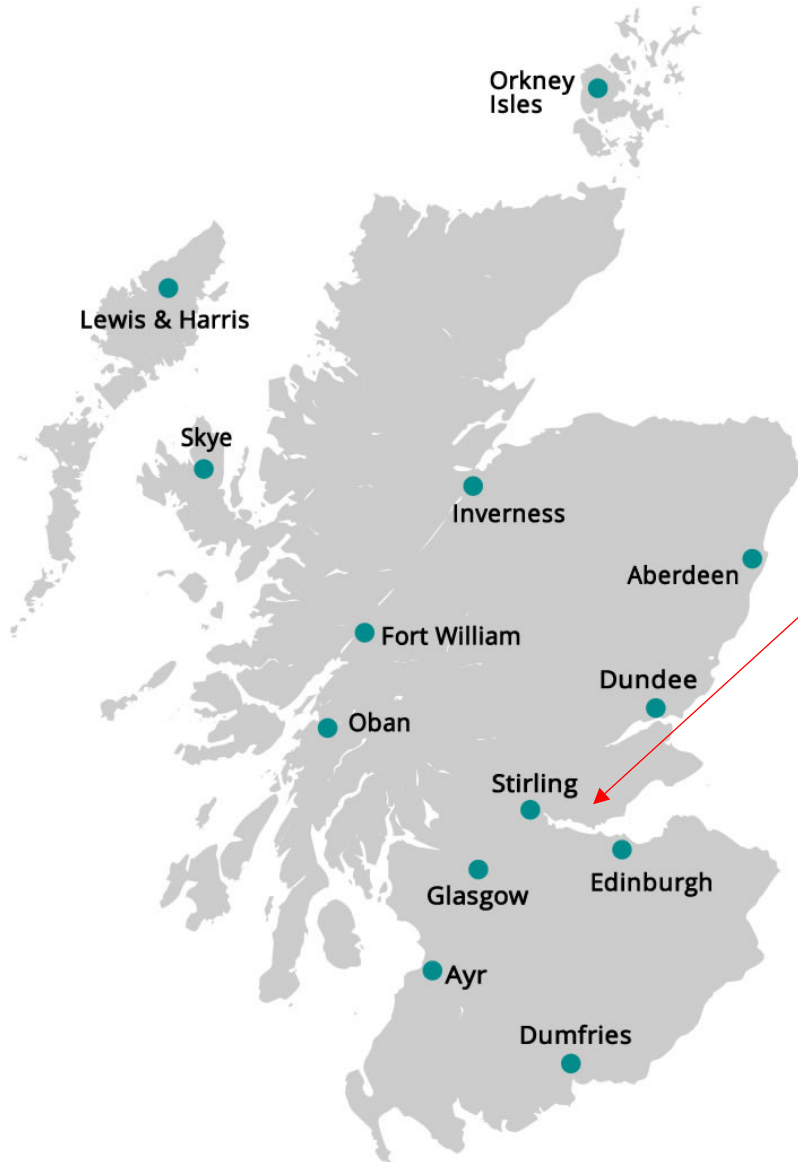 Orkney
Isles
Lewis & Harris
Skye
Inverness
Aberdeen
Fort William
Dundee
Oban
Stirling
Edinburgh
Glasgow
Ayr
Dumfries